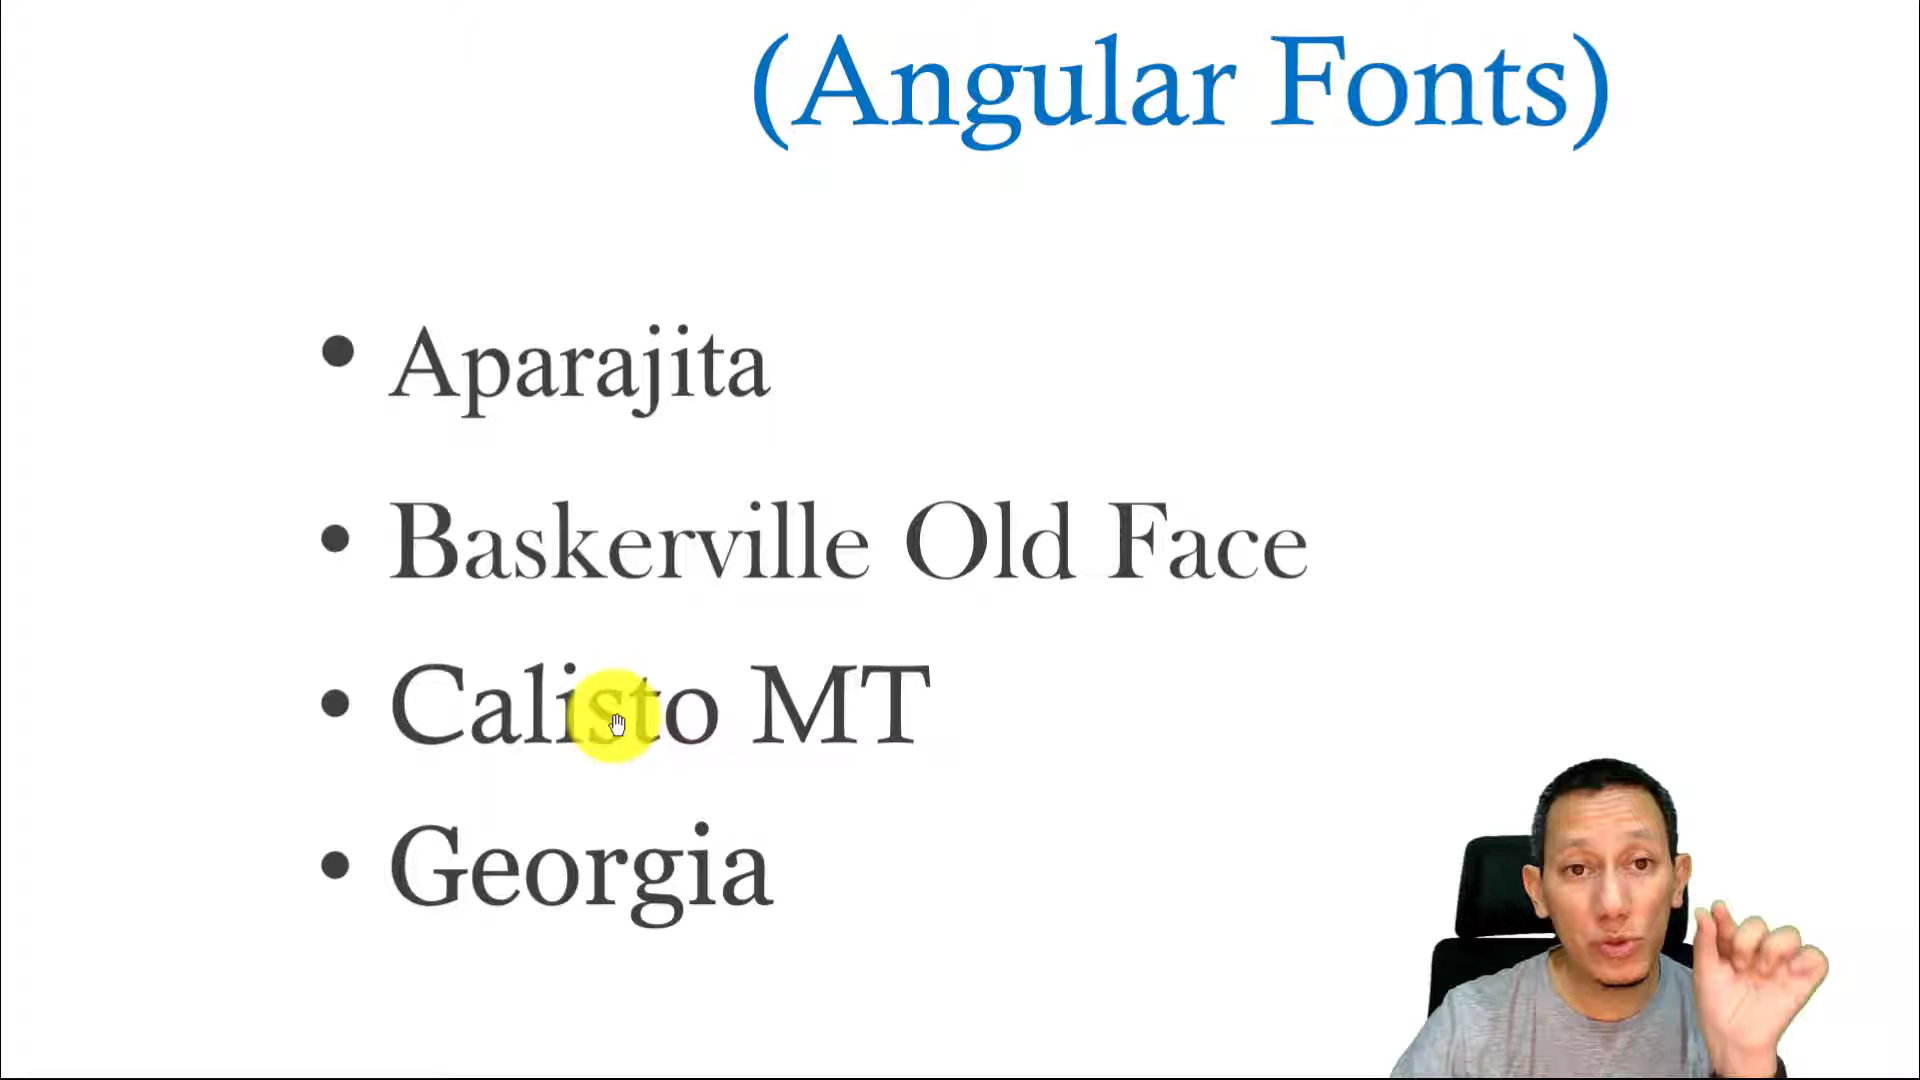 (Angular Fonts)
• Aparajita
• Baskerville Old Face
• Calisto MT
• Georgia